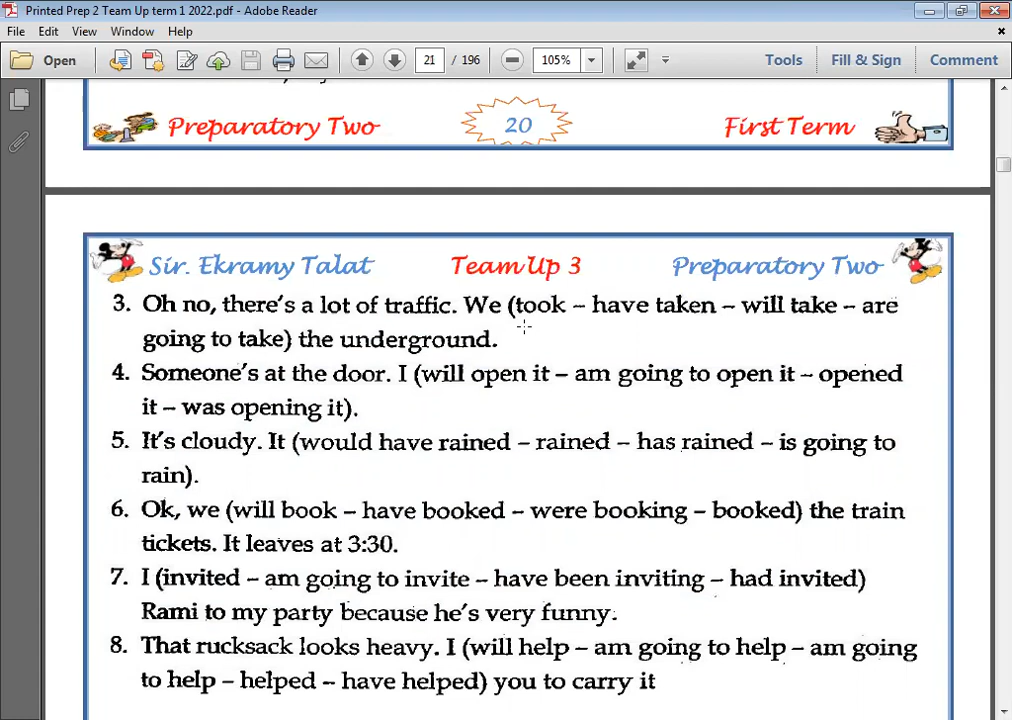 Printed Prep 2 Team Up term 1 2022.pdf - Adobe Reader
File Edit View Window Help
Open 21 / 196 105% Tools Fill & Sign Comment
Preparatory Two 20 First Term
Sir. Ekramy Talat Team Up 3 Preparatory Two
3. Oh no, there's a lot of traffic. We (took – have taken – will take – are
going to take) the underground.
4. Someone's at the door. I (will open it – am going to open it – opened
it – was opening it).
5. It's cloudy. It (would have rained – rained – has rained – is going to
rain).
6. Ok, we (will book – have booked – were booking – booked) the train
tickets. It leaves at 3:30.
7. I (invited – am going to invite – have been inviting – had invited)
Rami to my party because he's very funny.
8. That rucksack looks heavy. I (will help – am going to help – am going
to help – helped – have helped) you to carry it